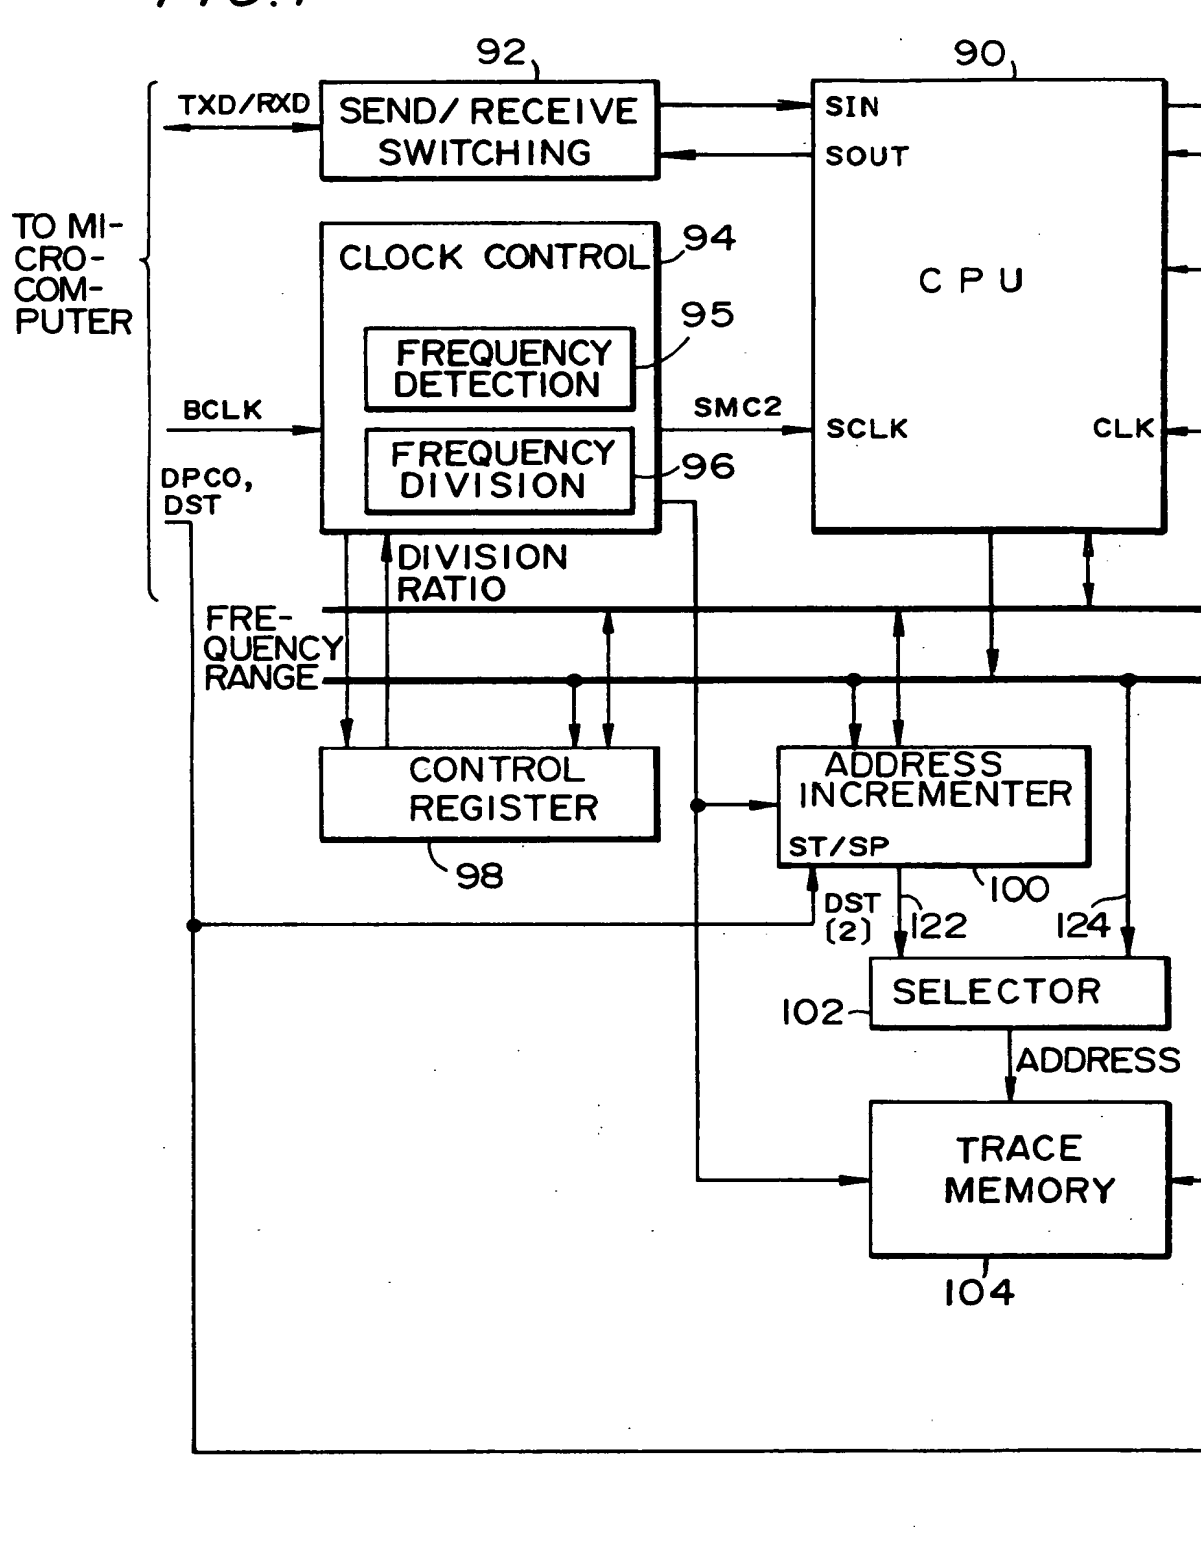 92
90
TXD/RXD
SEND/RECEIVE
SWITCHING
SIN
SOUT
TO MI-
CRO-
COM-
PUTER
CLOCK CONTROL
94
CPU
95
FREQUENCY
DETECTION
BCLK
SMC2
SCLK
CLK
FREQUENCY
DIVISION
96
DPCO,
DST
DIVISION
RATIO
FRE-
QUENCY
RANGE
CONTROL
REGISTER
98
ADDRESS
INCREMENTER
ST/SP
100
DST
(2)
122
124
102
SELECTOR
ADDRESS
TRACE
MEMORY
104